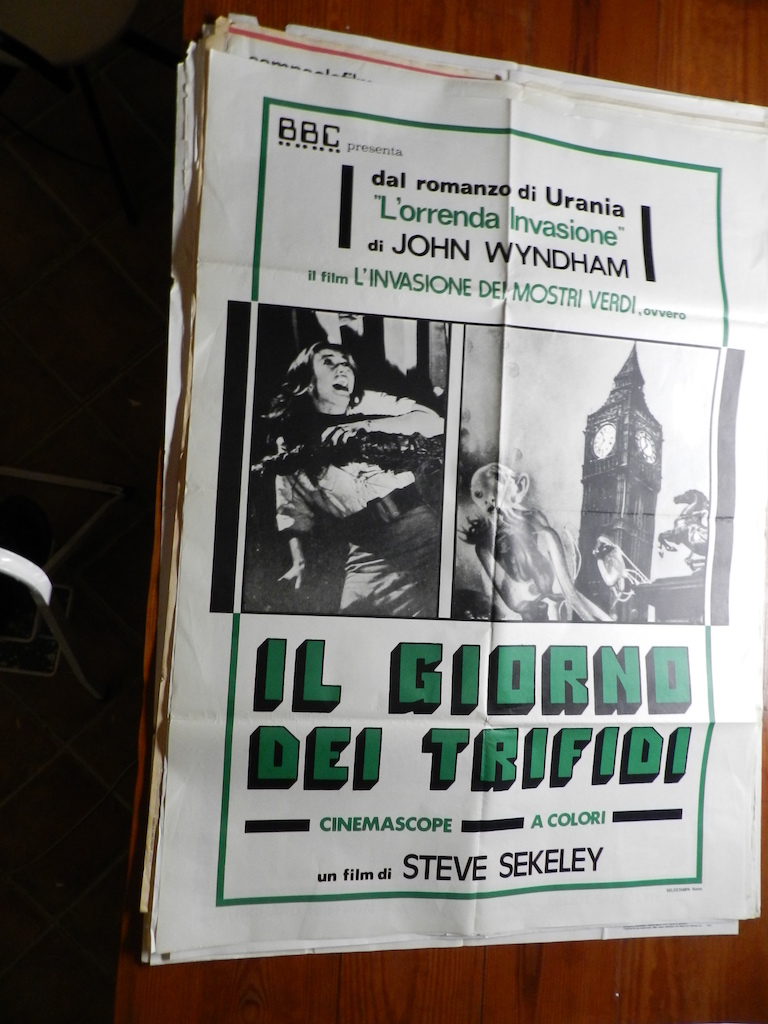 BBC presenta
dal romanzo di Urania
"L'orrenda Invasione"
di JOHN WYNDHAM
il film L'INVASIONE DEI MOSTRI VERDI, ovvero
IL GIORNO
DEI TRIFIDI
CINEMASCOPE A COLORI
un film di STEVE SEKELEY